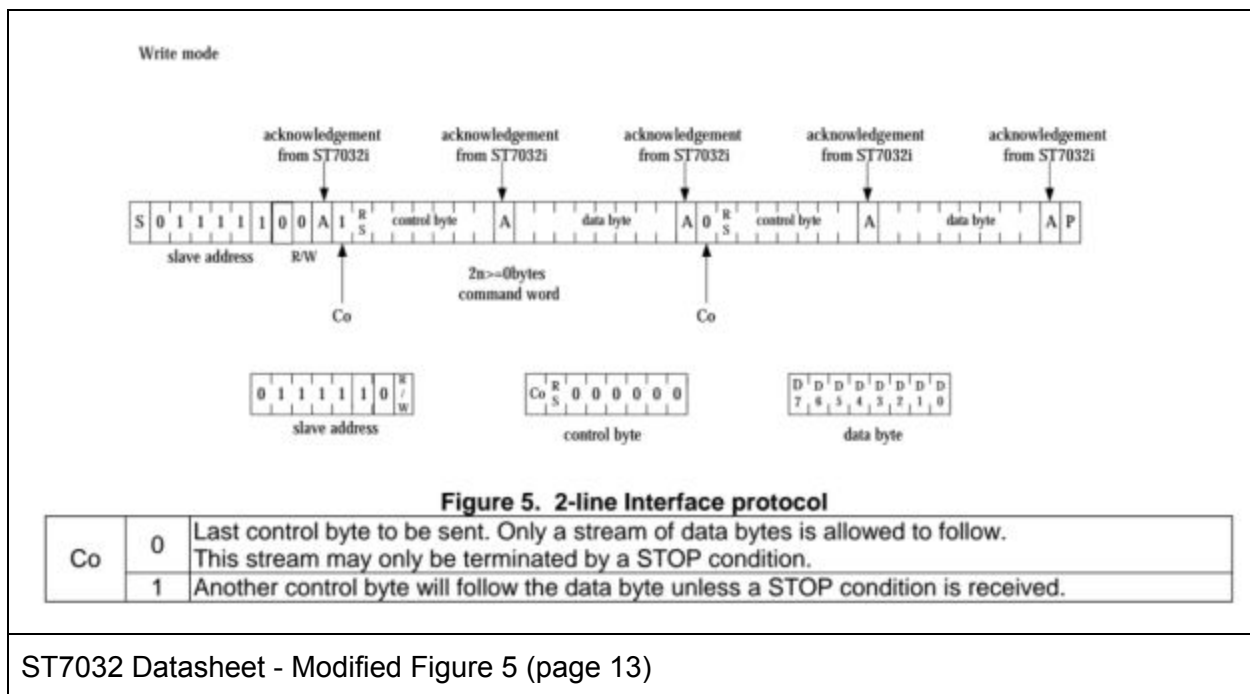 Write mode
acknowledgement acknowledgement acknowledgement acknowledgement acknowledgement
from ST7032i from ST7032i from ST7032i from ST7032i from ST7032i
S 0 1 1 1 1 1 0 0 A 1 RS control byte A data byte A 0 RS control byte A data byte A P
slave address R/W
2n>=0bytes
command word
Co Co
0 1 1 1 1 1 0 R/W Co RS 0 0 0 0 0 0 D7 D6 D5 D4 D3 D2 D1 D0
slave address control byte data byte
Figure 5. 2-line Interface protocol
Co 0 Last control byte to be sent. Only a stream of data bytes is allowed to follow.
This stream may only be terminated by a STOP condition.
1 Another control byte will follow the data byte unless a STOP condition is received.
ST7032 Datasheet - Modified Figure 5 (page 13)